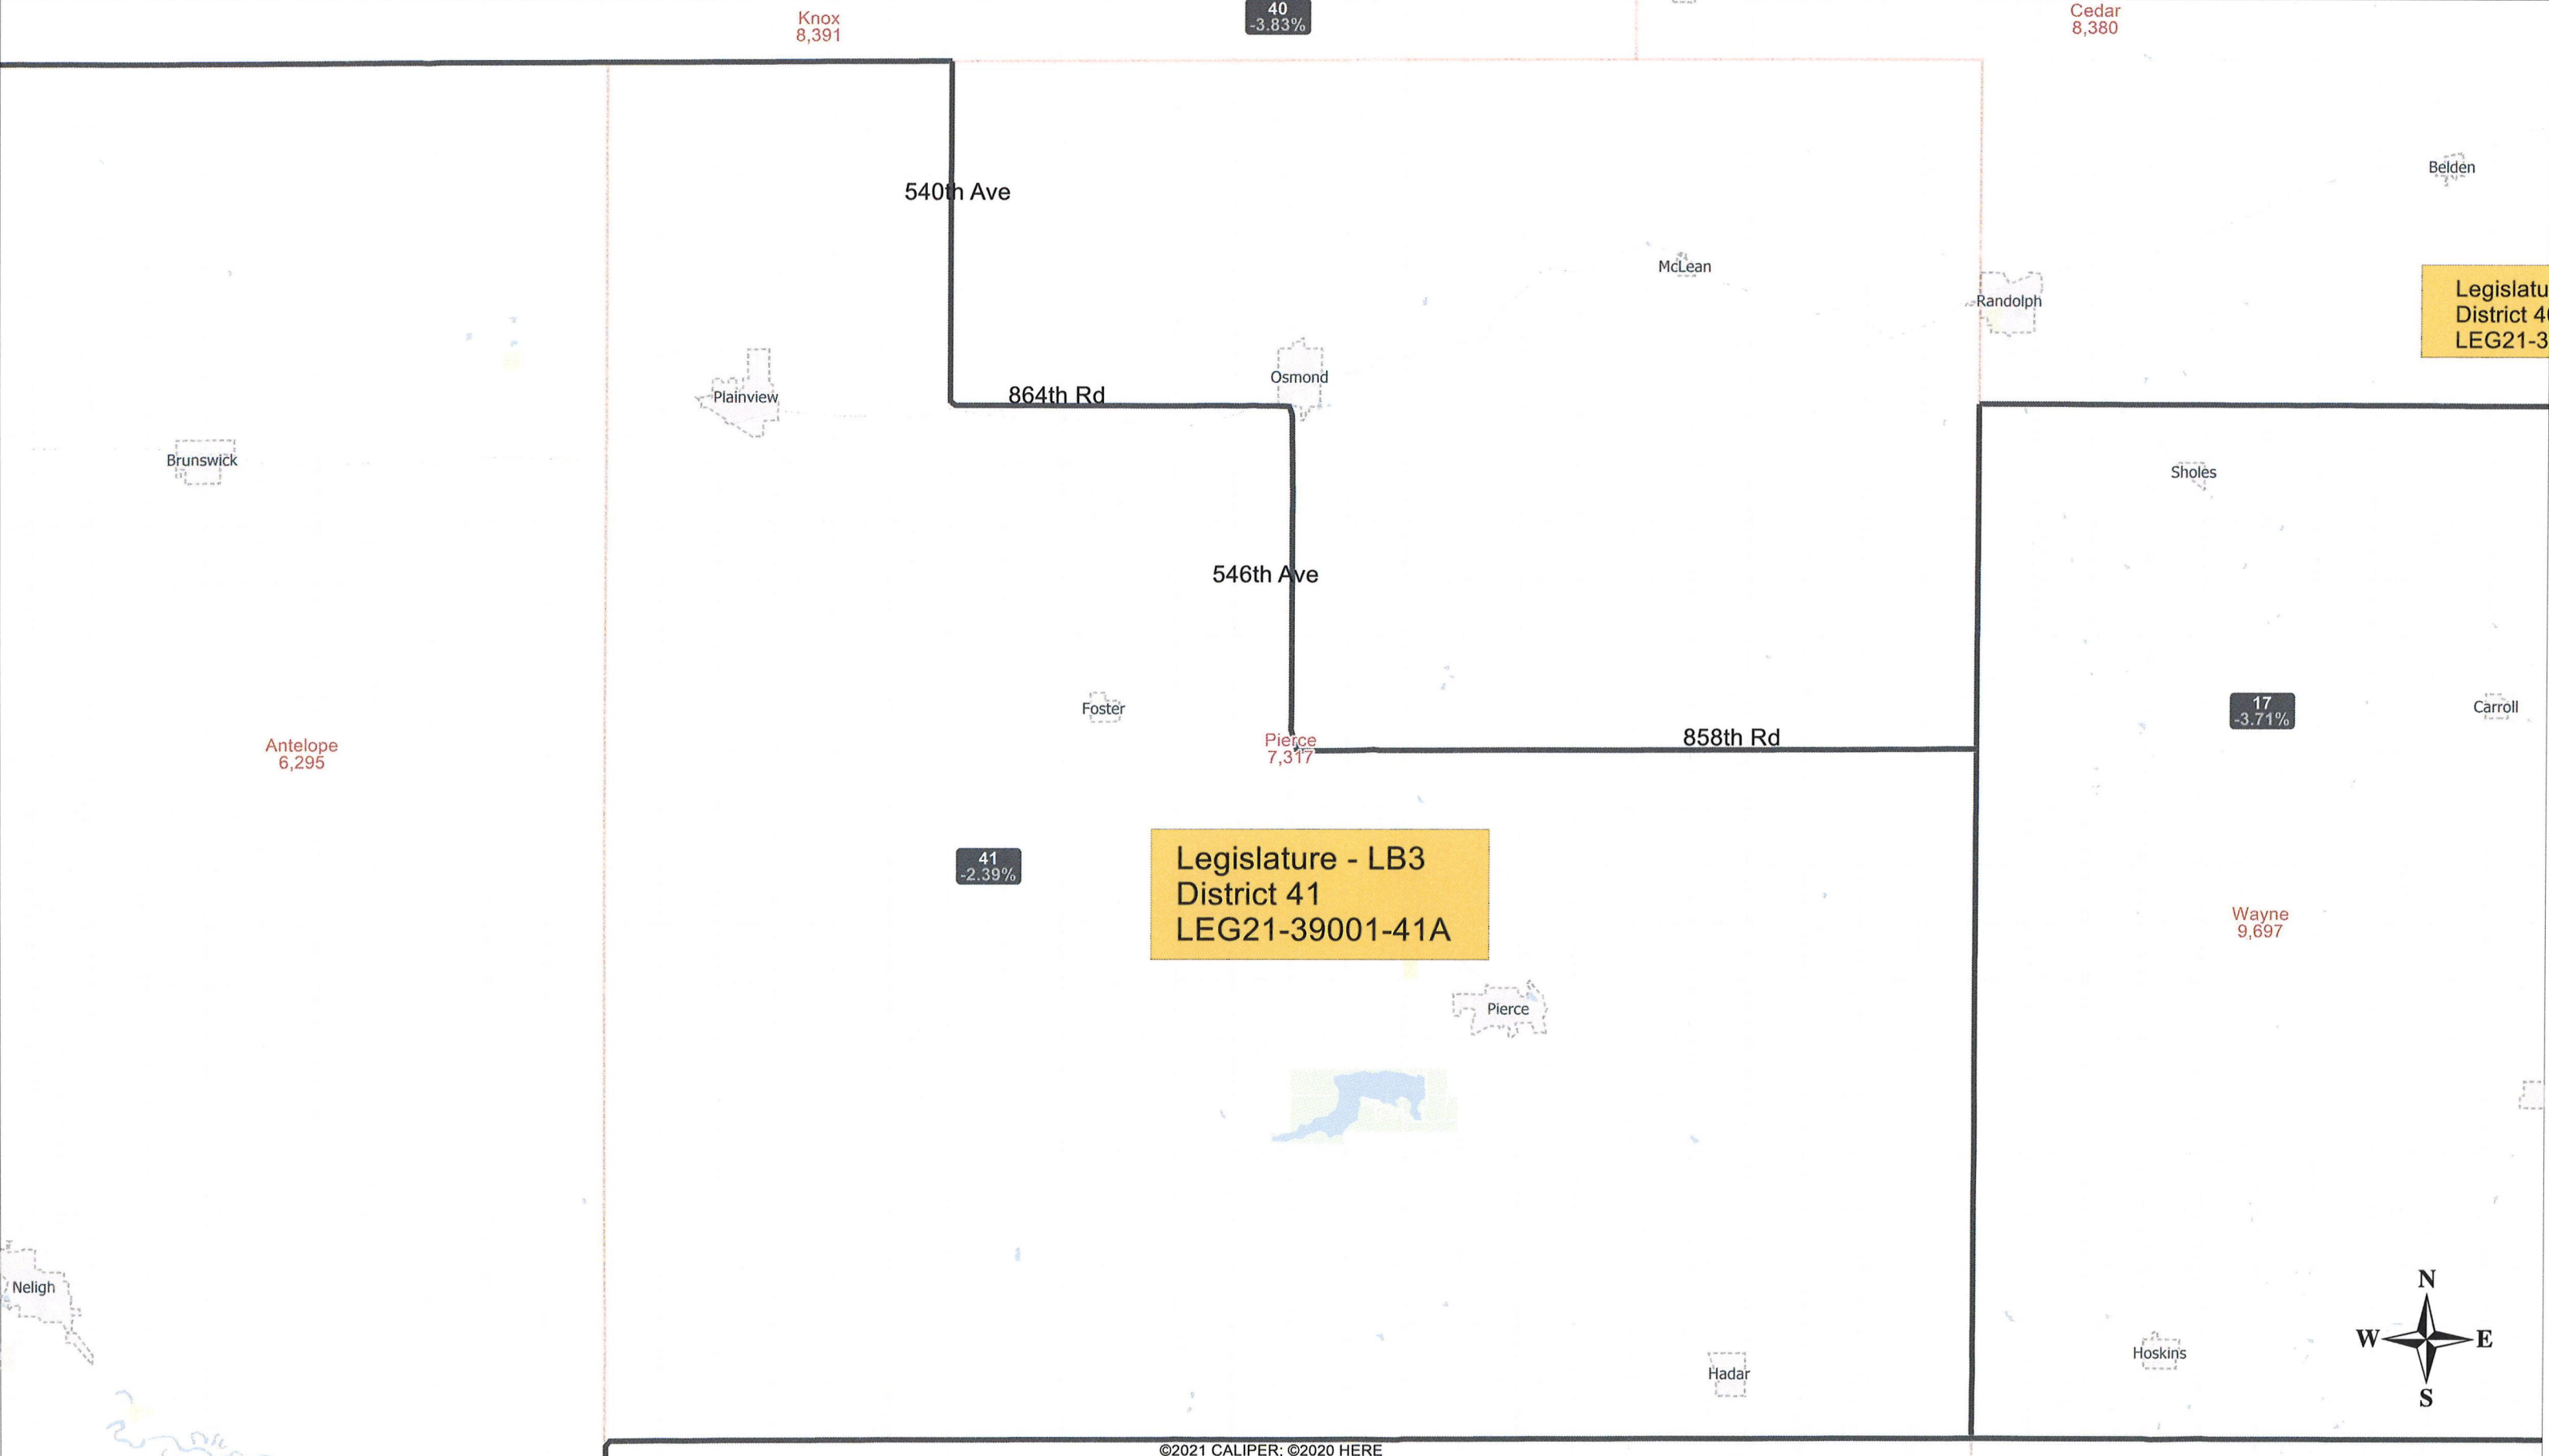 Knox
8,391
40
-3.83%
Cedar
8,380
540th Ave
Belden
McLean
Randolph
Legislatu
District 4
LEG21-3
Osmond
864th Rd
Plainview
Brunswick
Sholes
546th Ave
Foster
17
-3.71%
Carroll
Pierce
7,317
858th Rd
Antelope
6,295
41
-2.39%
Legislature - LB3
District 41
LEG21-39001-41A
Wayne
9,697
Pierce
Neligh
N
W E
S
Hoskins
Hadar
©2021 CALIPER; ©2020 HERE